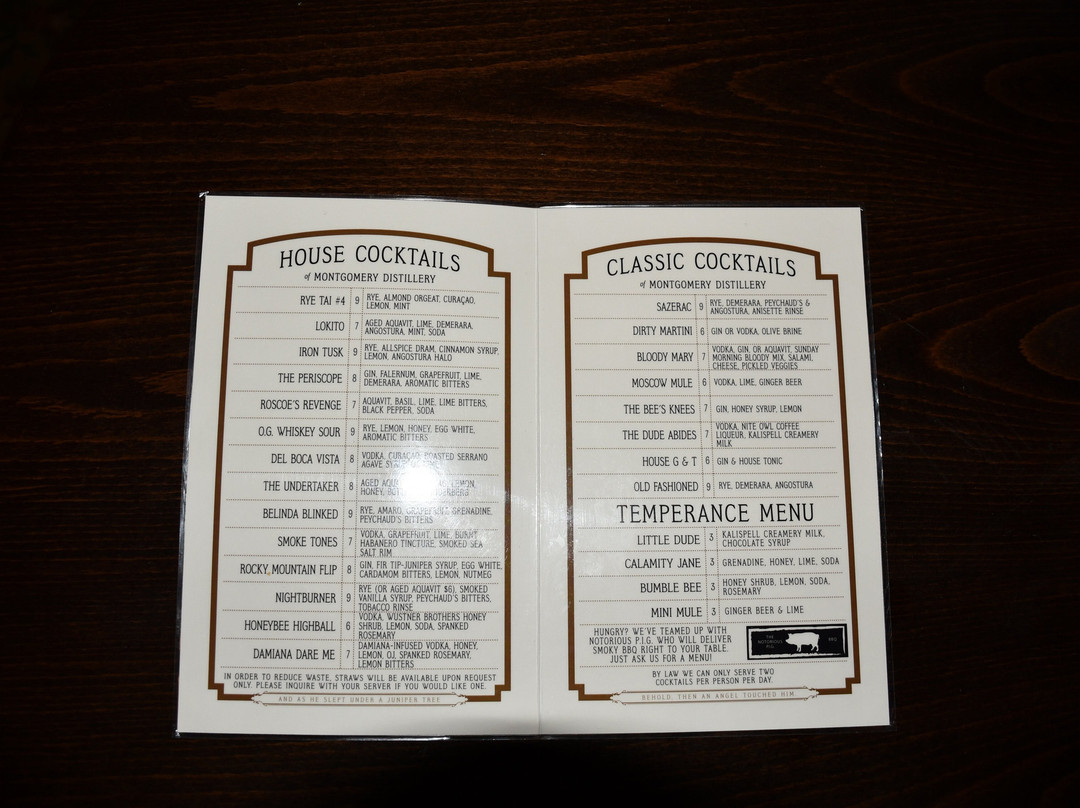 HOUSE COCKTAILS
of MONTGOMERY DISTILLERY
RYE TAI #4 9 RYE, ALMOND ORGEAT, CURAÇAO,
LEMON, MINT
LOKITO 7 AGED AQUAVIT, LIME, DEMERARA,
ANGOSTURA, MINT, SODA
IRON TUSK 9 RYE, ALLSPICE DRAM, CINNAMON SYRUP,
LEMON, ANGOSTURA HALO
THE PERISCOPE 8 GIN, FALERNUM, GRAPEFRUIT, LIME,
DEMERARA, AROMATIC BITTERS
ROSCOE'S REVENGE 7 AQUAVIT, BASIL, LIME, LIME BITTERS,
BLACK PEPPER, SODA
O.G. WHISKEY SOUR 9 RYE, LEMON, HONEY, EGG WHITE,
AROMATIC BITTERS
DEL BOCA VISTA 8 VODKA, CURAÇAO, ROASTED SERRANO
AGAVE
THE UNDERTAKER 8 AGED LEMON,
HONEY,
BELINDA BLINKED 9 RYE, AMARO, GRAPEFRUIT, GRENADINE,
PEYCHAUD'S BITTERS
SMOKE TONES 7 VODKA, GRAPEFRUIT, LIME, BURNT
HABANERO TINCTURE, SMOKED SEA
SALT RIM
ROCKY MOUNTAIN FLIP 8 GIN, FIR TIP-JUNIPER SYRUP, EGG WHITE,
CARDAMOM BITTERS, LEMON, NUTMEG
NIGHTBURNER 9 RYE (OR AGED AQUAVIT $6), SMOKED
VANILLA SYRUP, PEYCHAUD'S BITTERS,
TOBACCO RINSE
HONEYBEE HIGHBALL 6 VODKA, WUSTNER BROTHERS HONEY
SHRUB, LEMON, SODA, SPANKED
ROSEMARY
DAMIANA DARE ME 7 DAMIANA-INFUSED VODKA, HONEY,
LEMON, OJ, SPANKED ROSEMARY,
LEMON BITTERS
IN ORDER TO REDUCE WASTE, STRAWS WILL BE AVAILABLE UPON REQUEST
ONLY. PLEASE INQUIRE WITH YOUR SERVER IF YOU WOULD LIKE ONE.
AND AS HE SLEPT UNDER A JUNIPER TREE
CLASSIC COCKTAILS
of MONTGOMERY DISTILLERY
SAZERAC 9 RYE, DEMERARA, PEYCHAUD'S &
ANGOSTURA, ANISETTE RINSE
DIRTY MARTINI 6 GIN OR VODKA, OLIVE BRINE
BLOODY MARY 7 VODKA, GIN, OR AQUAVIT, SUNDAY
MORNING BLOODY MIX, SALAMI,
CHEESE, PICKLED VEGGIES
MOSCOW MULE 6 VODKA, LIME, GINGER BEER
THE BEE'S KNEES 7 GIN, HONEY SYRUP, LEMON
THE DUDE ABIDES 7 VODKA, NITE OWL COFFEE
LIQUEUR, KALISPELL CREAMERY
MILK
HOUSE G & T 6 GIN & HOUSE TONIC
OLD FASHIONED 9 RYE, DEMERARA, ANGOSTURA
TEMPERANCE MENU
LITTLE DUDE 3 KALISPELL CREAMERY MILK,
CHOCOLATE SYRUP
CALAMITY JANE 3 GRENADINE, HONEY, LIME, SODA
BUMBLE BEE 3 HONEY SHRUB, LEMON, SODA,
ROSEMARY
MINI MULE 3 GINGER BEER & LIME
HUNGRY? WE'VE TEAMED UP WITH
NOTORIOUS P.I.G. WHO WILL DELIVER
SMOKY BBQ RIGHT TO YOUR TABLE.
JUST ASK US FOR A MENU!
THE
NOTORIOUS
P.I.G.
BBQ
BY LAW WE CAN ONLY SERVE TWO
COCKTAILS PER PERSON PER DAY.
BEHOLD, THEN AN ANGEL TOUCHED HIM.